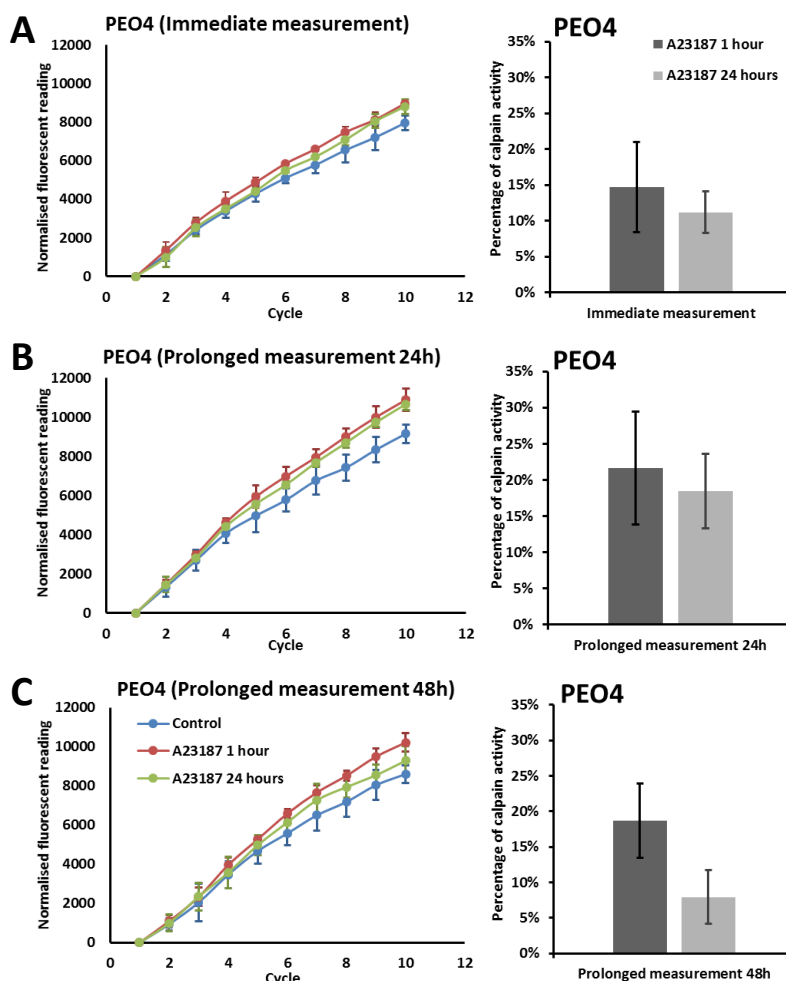 A
PEO4 (Immediate measurement)
Normalised fluorescent reading
12000
10000
8000
6000
4000
2000
0
0 2 4 6 8 10 12
Cycle
PEO4
A23187 1 hour
A23187 24 hours
Percentage of calpain activity
35%
30%
25%
20%
15%
10%
5%
0%
Immediate measurement
B
PEO4 (Prolonged measurement 24h)
Normalised fluorescent reading
12000
10000
8000
6000
4000
2000
0
0 2 4 6 8 10 12
Cycle
PEO4
Percentage of calpain activity
35%
30%
25%
20%
15%
10%
5%
0%
Prolonged measurement 24h
C
PEO4 (Prolonged measurement 48h)
Control
A23187 1 hour
A23187 24 hours
Normalised fluorescent reading
12000
10000
8000
6000
4000
2000
0
0 2 4 6 8 10 12
Cycle
PEO4
Percentage of calpain activity
35%
30%
25%
20%
15%
10%
5%
0%
Prolonged measurement 48h